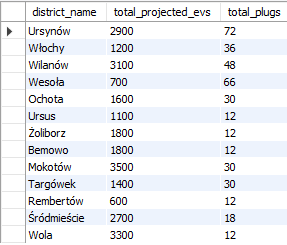 district_name total_projected_evs total_plugs
Ursynów 2900 72
Włochy 1200 36
Wilanów 3100 48
Wesoła 700 66
Ochota 1600 30
Ursus 1100 12
Żoliborz 1800 12
Bemowo 1800 12
Mokotów 3500 30
Targówek 1400 30
Rembertów 600 12
Śródmieście 2700 18
Wola 3300 12